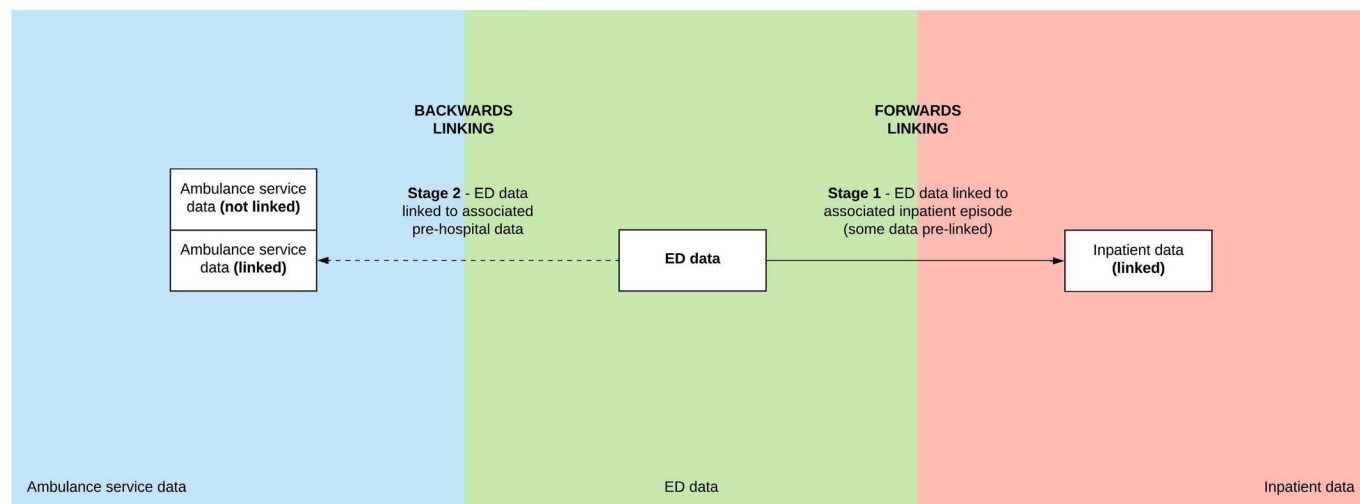 BACKWARDS
LINKING
FORWARDS
LINKING
Ambulance service
data (not linked)
Ambulance service
data (linked)
Stage 2 - ED data
linked to associated
pre-hospital data
ED data
Stage 1 - ED data linked to
associated inpatient episode
(some data pre-linked)
Inpatient data
(linked)
Ambulance service data
ED data
Inpatient data